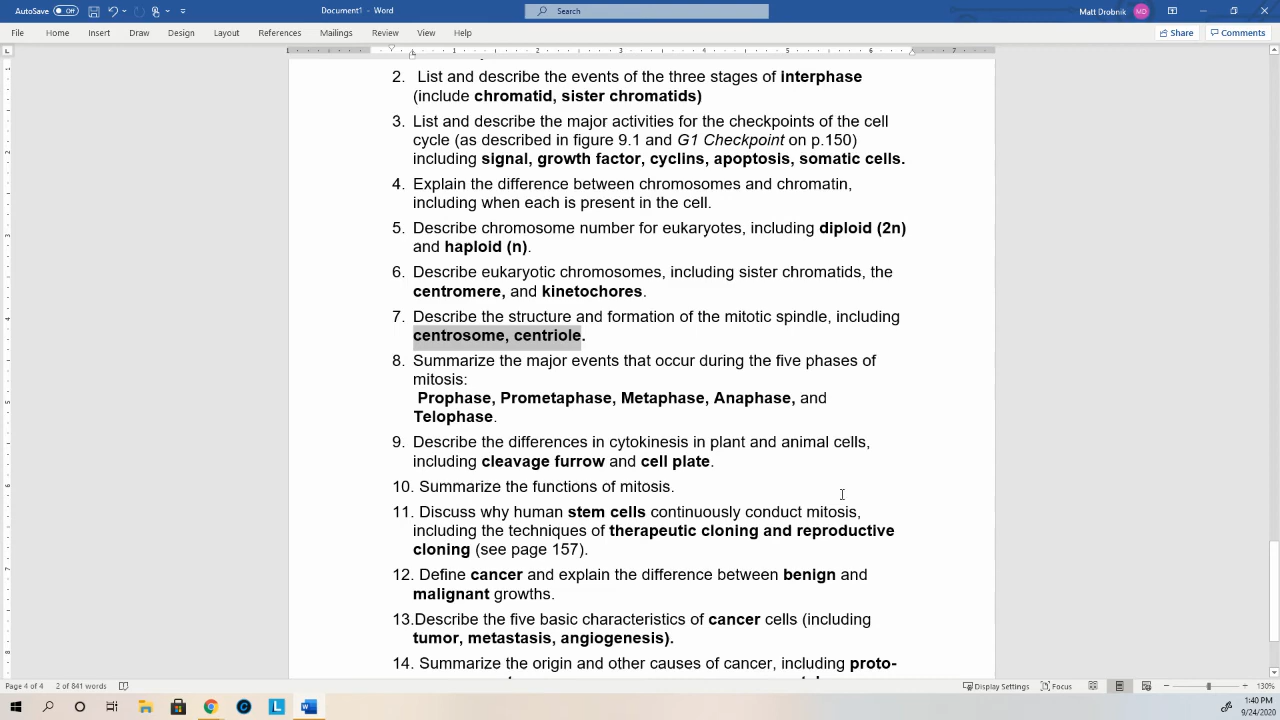 AutoSave Off Document1 - Word Search Matt Drobnik MD
File Home Insert Draw Design Layout References Mailings Review View Help Share Comments
1 2 3 4 5 6 7
2. List and describe the events of the three stages of interphase
(include chromatid, sister chromatids)
3. List and describe the major activities for the checkpoints of the cell
cycle (as described in figure 9.1 and G1 Checkpoint on p.150)
including signal, growth factor, cyclins, apoptosis, somatic cells.
4. Explain the difference between chromosomes and chromatin,
including when each is present in the cell.
5. Describe chromosome number for eukaryotes, including diploid (2n)
and haploid (n).
6. Describe eukaryotic chromosomes, including sister chromatids, the
centromere, and kinetochores.
7. Describe the structure and formation of the mitotic spindle, including
centrosome, centriole.
8. Summarize the major events that occur during the five phases of
mitosis:
Prophase, Prometaphase, Metaphase, Anaphase, and
Telophase.
9. Describe the differences in cytokinesis in plant and animal cells,
including cleavage furrow and cell plate.
10. Summarize the functions of mitosis.
11. Discuss why human stem cells continuously conduct mitosis,
including the techniques of therapeutic cloning and reproductive
cloning (see page 157).
12. Define cancer and explain the difference between benign and
malignant growths.
13.Describe the five basic characteristics of cancer cells (including
tumor, metastasis, angiogenesis).
14. Summarize the origin and other causes of cancer, including proto-
Page 4 of 4 2 of 841 words Display Settings Focus 130%
1:40 PM
9/24/2020